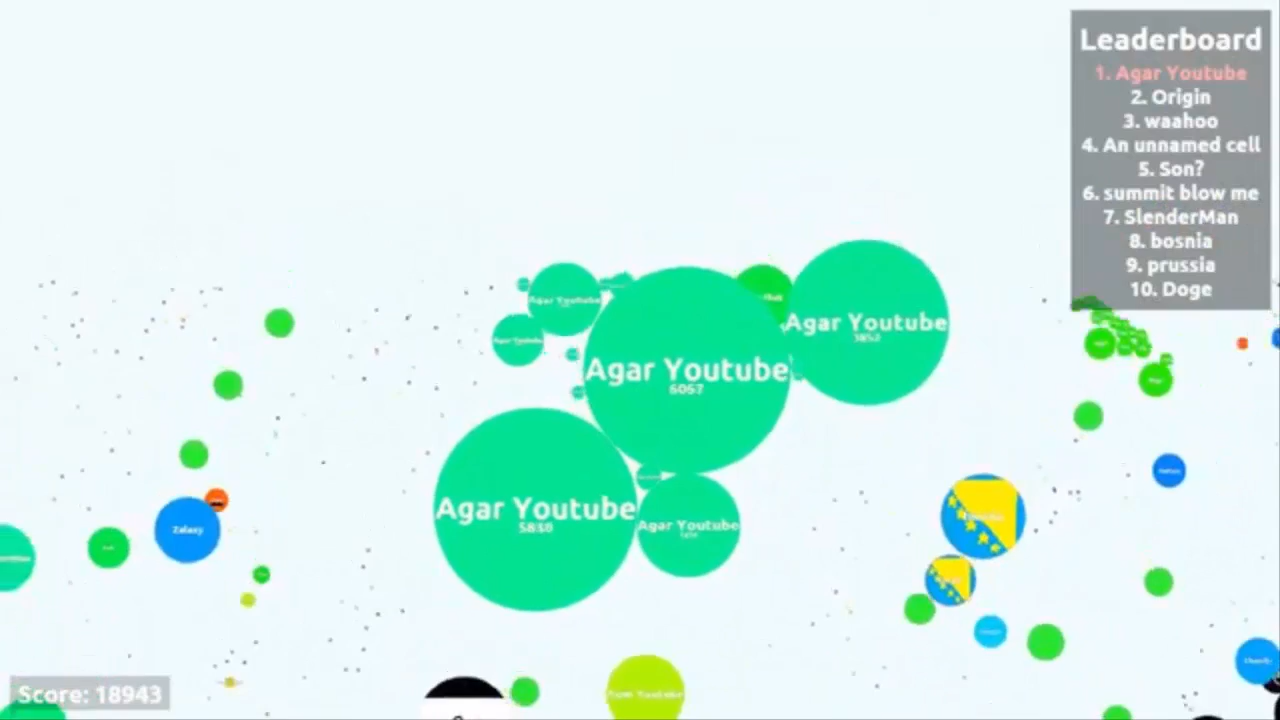 Leaderboard
1. Agar Youtube
2. Origin
3. waahoo
4. An unnamed cell
5. Son?
6. summit blow me
7. SlenderMan
8. bosnia
9. prussia
10. Doge
Agar Youtube
Agar Youtube
Agar Youtube
6057
Agar Youtube
5830
Agar Youtube
Score: 18943